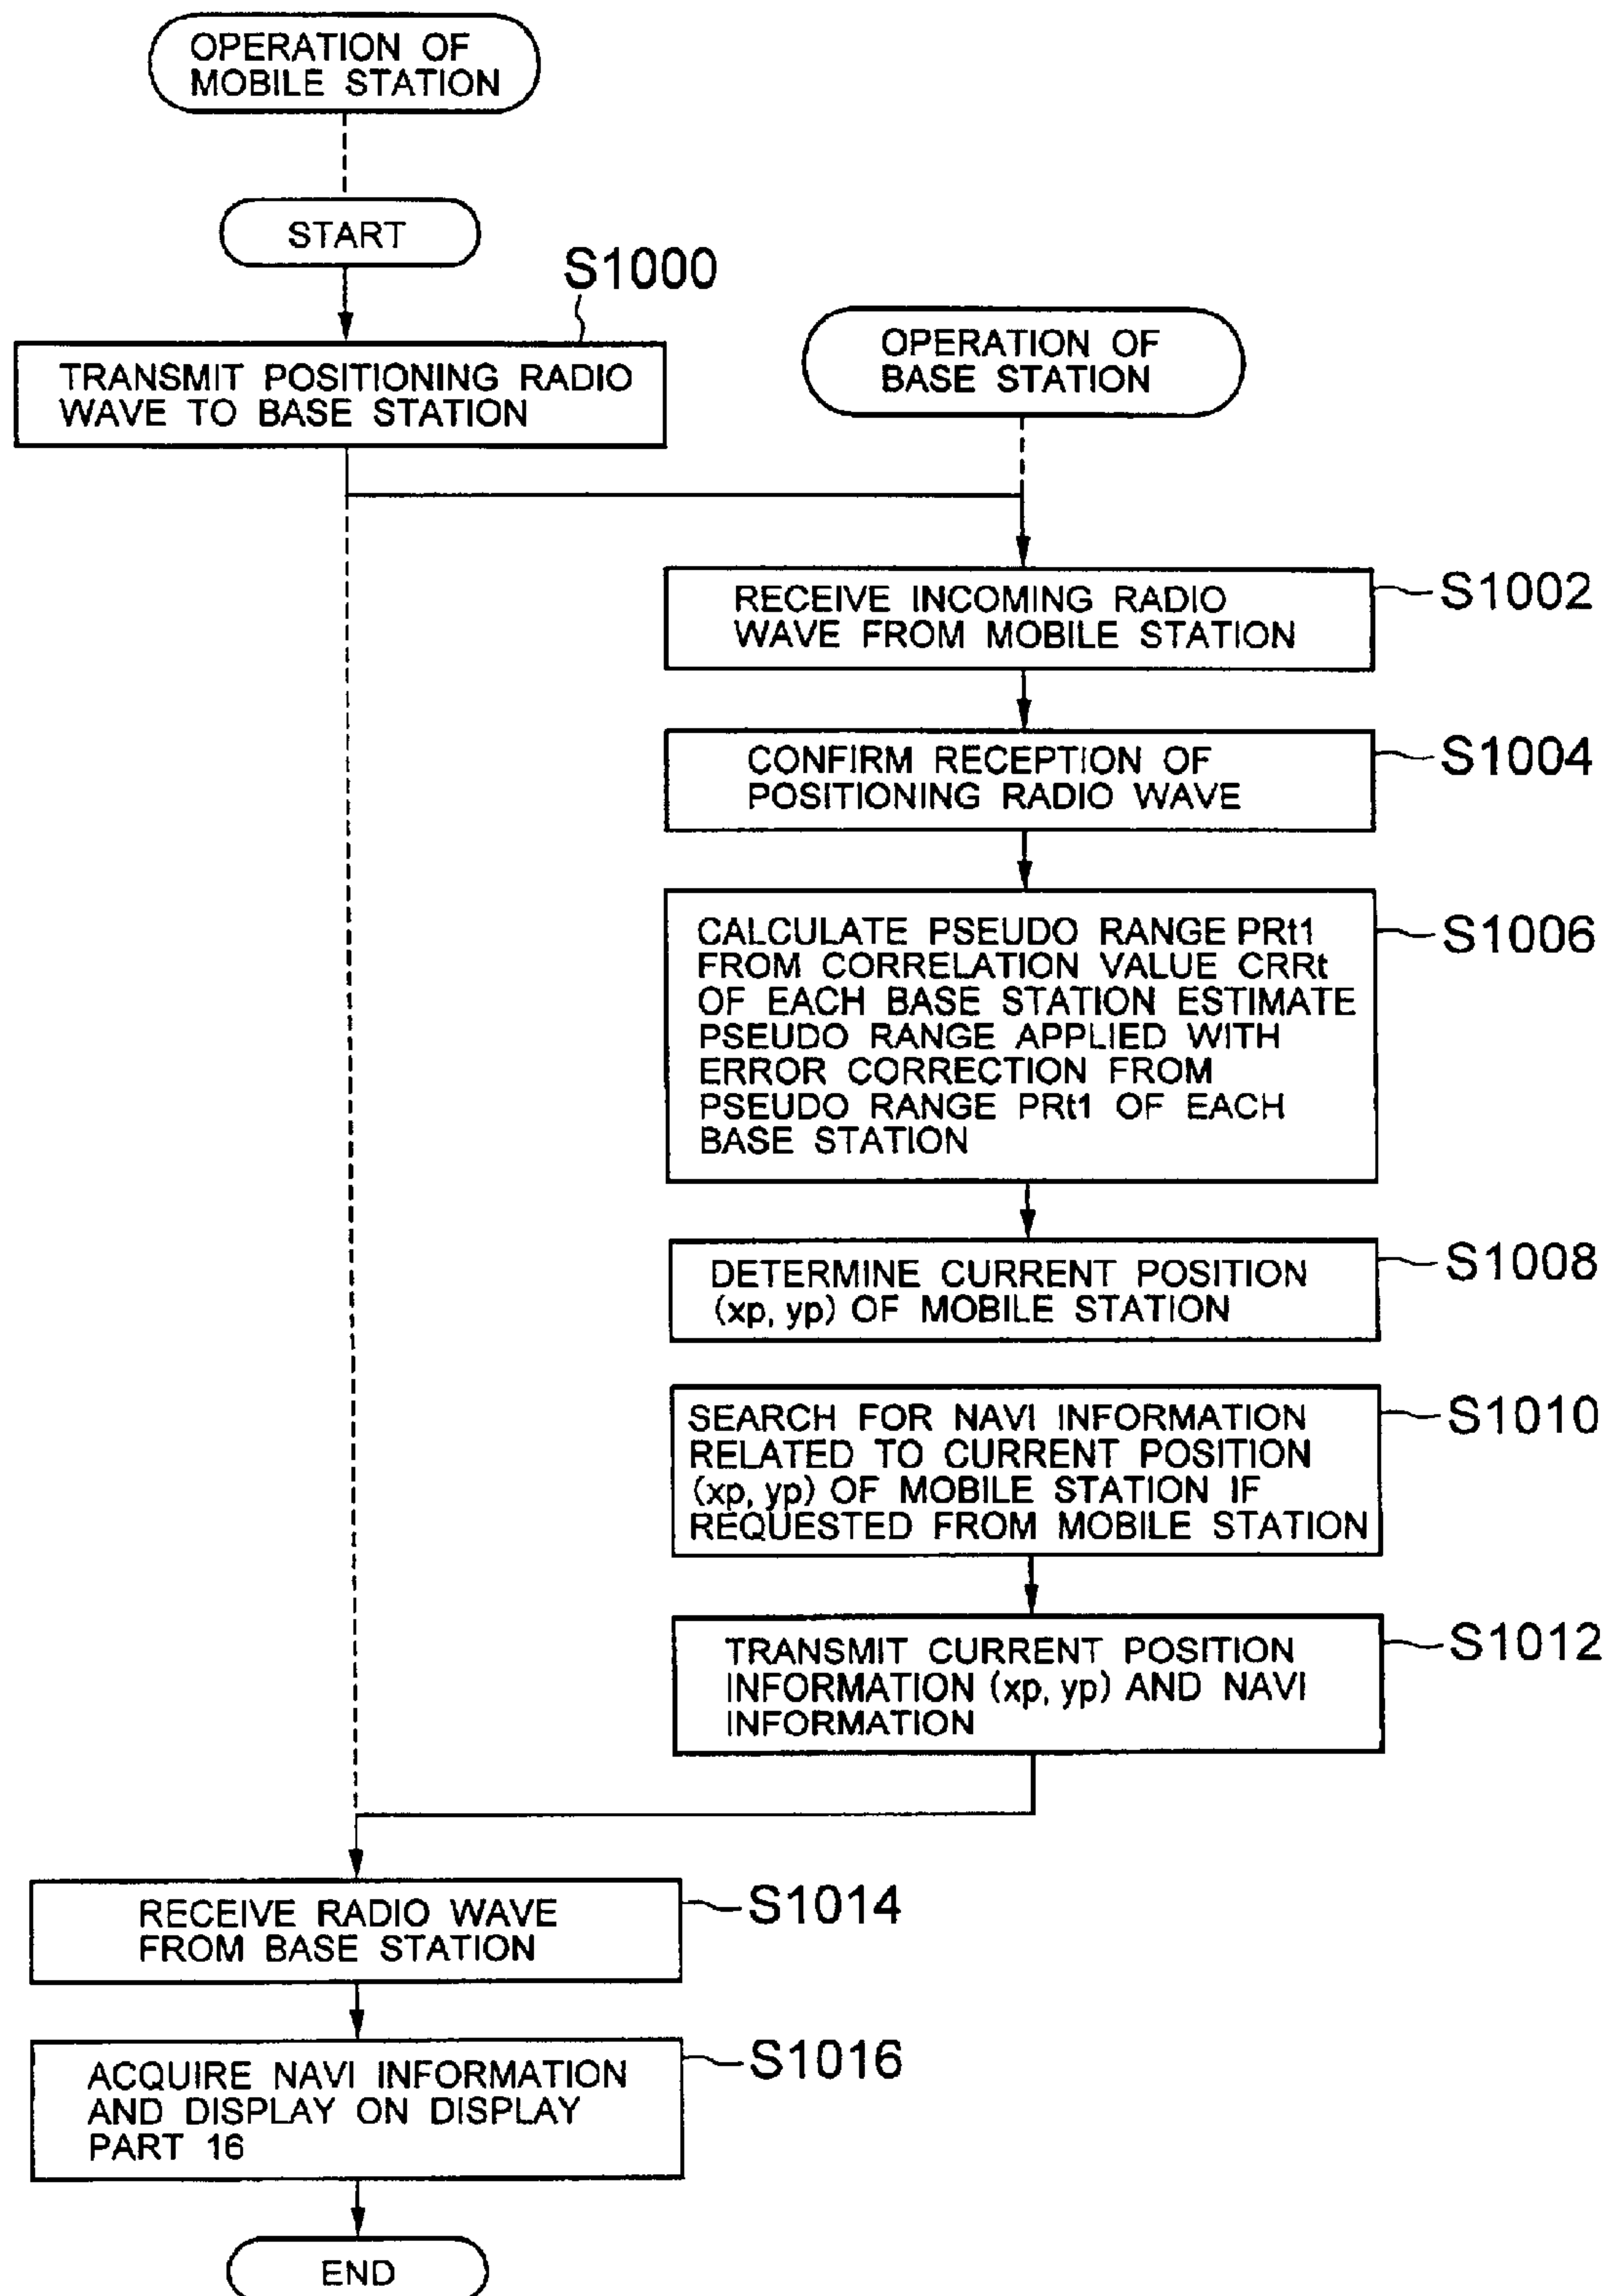 OPERATION OF
MOBILE STATION
START
S1000
TRANSMIT POSITIONING RADIO
WAVE TO BASE STATION
OPERATION OF
BASE STATION
RECEIVE INCOMING RADIO
WAVE FROM MOBILE STATION
S1002
CONFIRM RECEPTION OF
POSITIONING RADIO WAVE
S1004
CALCULATE PSEUDO RANGE PRt1
FROM CORRELATION VALUE CRRt
OF EACH BASE STATION ESTIMATE
PSEUDO RANGE APPLIED WITH
ERROR CORRECTION FROM
PSEUDO RANGE PRt1 OF EACH
BASE STATION
S1006
DETERMINE CURRENT POSITION
(xp, yp) OF MOBILE STATION
S1008
SEARCH FOR NAVI INFORMATION
RELATED TO CURRENT POSITION
(xp, yp) OF MOBILE STATION IF
REQUESTED FROM MOBILE STATION
S1010
TRANSMIT CURRENT POSITION
INFORMATION (xp, yp) AND NAVI
INFORMATION
S1012
RECEIVE RADIO WAVE
FROM BASE STATION
S1014
ACQUIRE NAVI INFORMATION
AND DISPLAY ON DISPLAY
PART 16
S1016
END